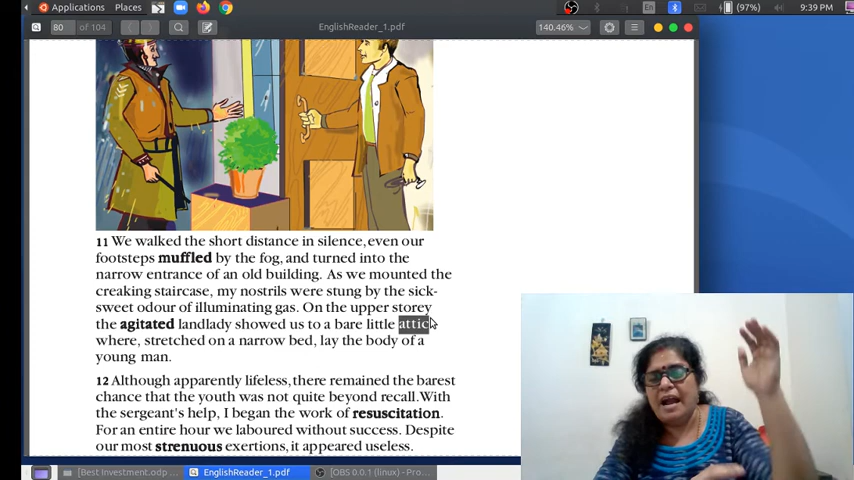 Applications Places En (97%) 9:39 PM
80 of 104 EnglishReader_1.pdf 140.46%
11 We walked the short distance in silence, even our
footsteps muffled by the fog, and turned into the
narrow entrance of an old building. As we mounted the
creaking staircase, my nostrils were stung by the sick-
sweet odour of illuminating gas. On the upper storey
the agitated landlady showed us to a bare little attic
where, stretched on a narrow bed, lay the body of a
young man.
12 Although apparently lifeless, there remained the barest
chance that the youth was not quite beyond recall. With
the sergeant's help, I began the work of resuscitation.
For an entire hour we laboured without success. Despite
our most strenuous exertions, it appeared useless.
[Best Investment.odp ... EnglishReader_1.pdf [OBS 0.0.1 (linux) - Pro...